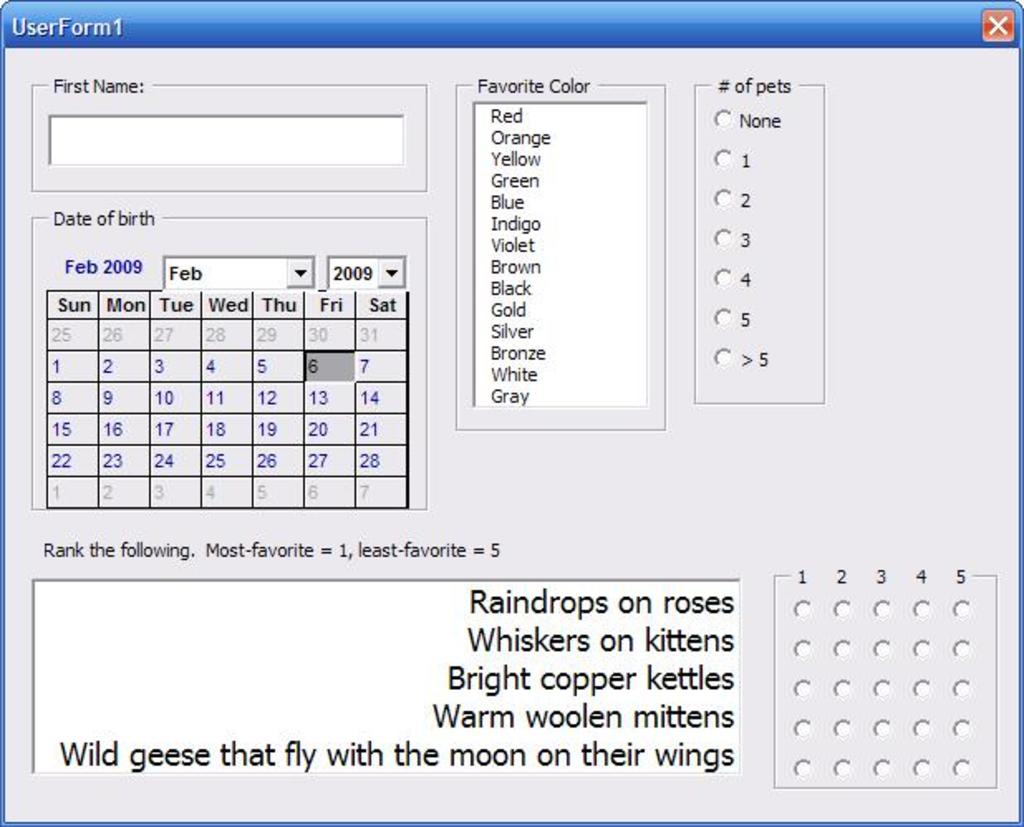 UserForm1
First Name:
Favorite Color
Red
Orange
Yellow
Green
Blue
Indigo
Violet
Brown
Black
Gold
Silver
Bronze
White
Gray
# of pets
None
1
2
3
4
5
> 5
Date of birth
Feb 2009 Feb 2009
Sun Mon Tue Wed Thu Fri Sat
25 26 27 28 29 30 31
1 2 3 4 5 6 7
8 9 10 11 12 13 14
15 16 17 18 19 20 21
22 23 24 25 26 27 28
1 2 3 4 5 6 7
Rank the following.  Most-favorite = 1, least-favorite = 5
Raindrops on roses
Whiskers on kittens
Bright copper kettles
Warm woolen mittens
Wild geese that fly with the moon on their wings
1 2 3 4 5